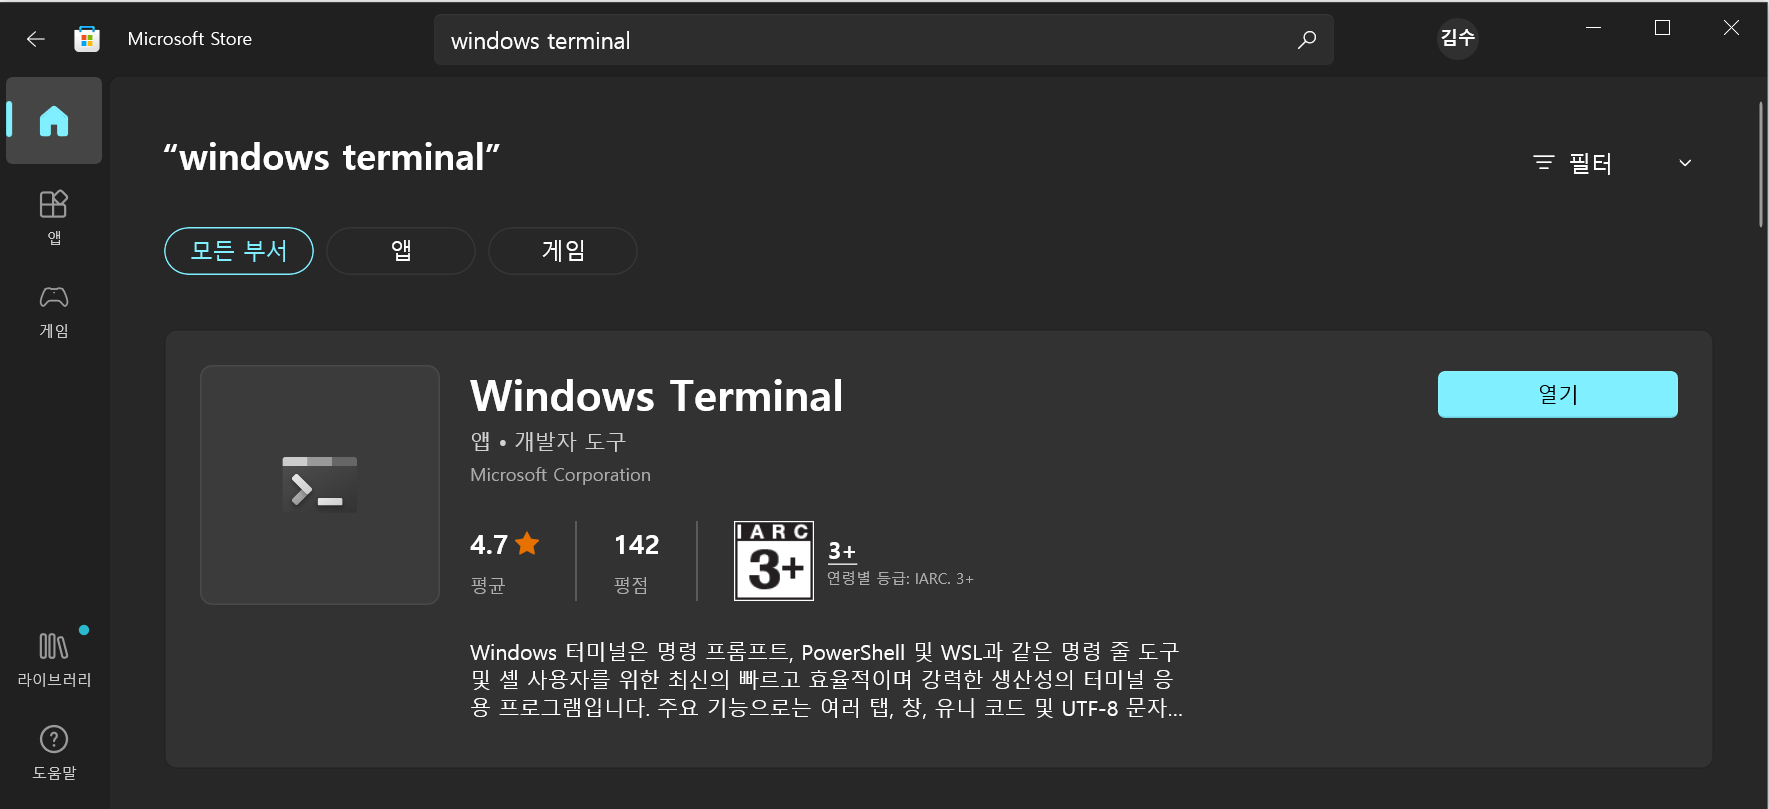 Microsoft Store
windows terminal
김수
앱
게임
라이브러리
도움말
“windows terminal”
필터
모든 부서
앱
게임
Windows Terminal
열기
앱 • 개발자 도구
Microsoft Corporation
4.7
평균
142
평점
IARC
3+
3+
연령별 등급: IARC. 3+
Windows 터미널은 명령 프롬프트, PowerShell 및 WSL과 같은 명령 줄 도구
및 셸 사용자를 위한 최신의 빠르고 효율적이며 강력한 생산성의 터미널 응
용 프로그램입니다. 주요 기능으로는 여러 탭, 창, 유니 코드 및 UTF-8 문자...